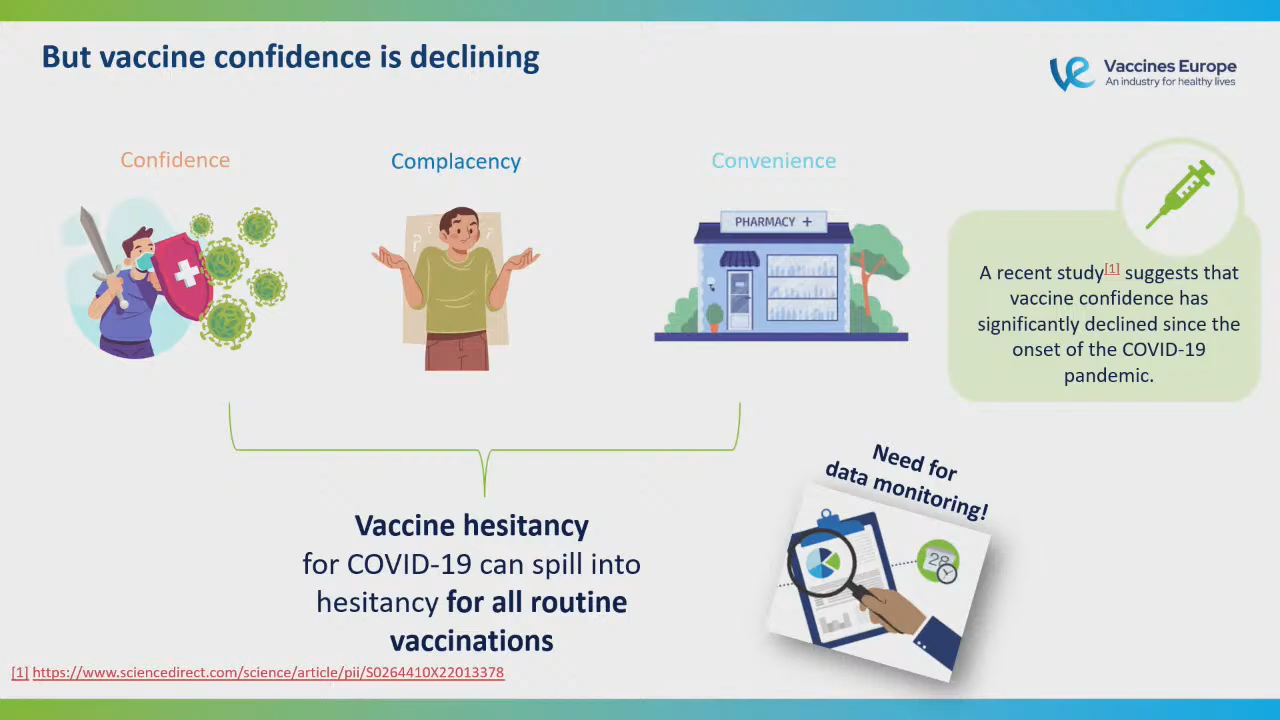 But vaccine confidence is declining
Vaccines Europe
An industry for healthy lives
Confidence
Complacency
Convenience
PHARMACY +
A recent study[1] suggests that
vaccine confidence has
significantly declined since the
onset of the COVID-19
pandemic.
Need for
data monitoring!
28
Vaccine hesitancy
for COVID-19 can spill into
hesitancy for all routine
vaccinations
[1] https://www.sciencedirect.com/science/article/pii/S0264410X22013378